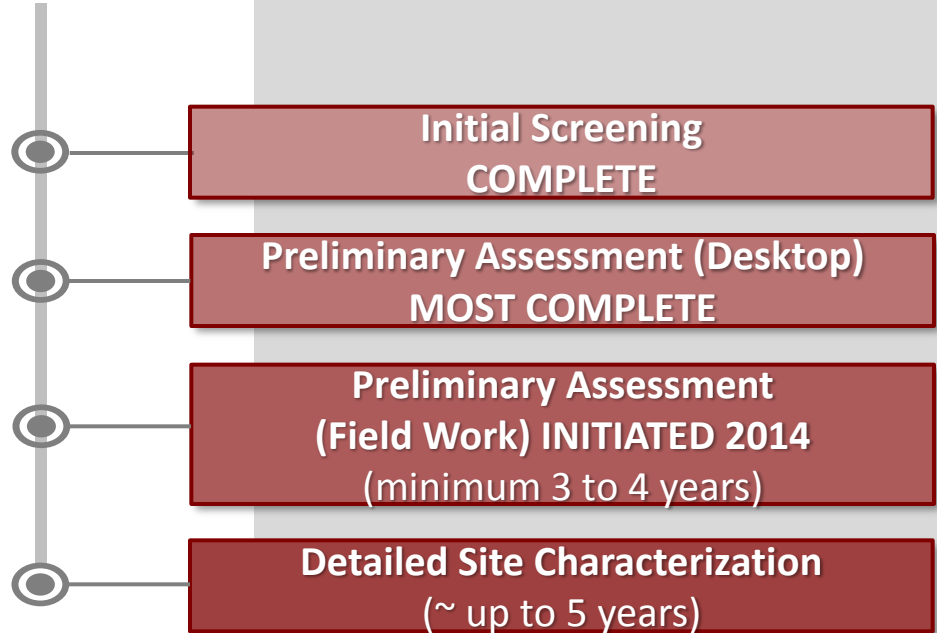 Initial Screening
COMPLETE
Preliminary Assessment (Desktop)
MOST COMPLETE
Preliminary Assessment
(Field Work) INITIATED 2014
(minimum 3 to 4 years)
Detailed Site Characterization
(~ up to 5 years)